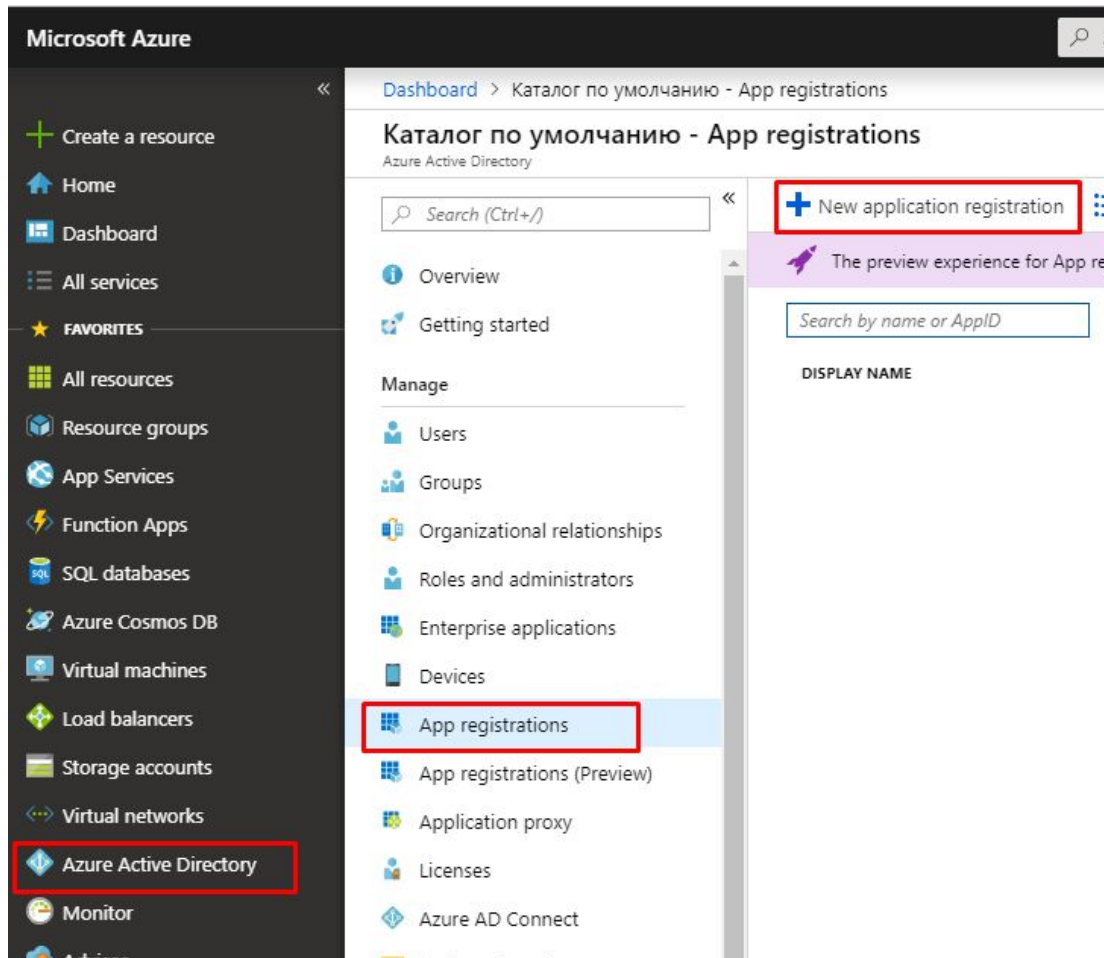 Microsoft Azure
«
Create a resource
Home
Dashboard
All services
FAVORITES
All resources
Resource groups
App Services
Function Apps
SQL
SQL databases
Azure Cosmos DB
Virtual machines
Load balancers
Storage accounts
Virtual networks
Azure Active Directory
Monitor
Dashboard > Каталог по умолчанию - App registrations
Каталог по умолчанию - App registrations
Azure Active Directory
Search (Ctrl+/)
«
Overview
Getting started
Manage
Users
Groups
Organizational relationships
Roles and administrators
Enterprise applications
Devices
App registrations
App registrations (Preview)
Application proxy
Licenses
Azure AD Connect
New application registration
The preview experience for App re
Search by name or AppID
DISPLAY NAME